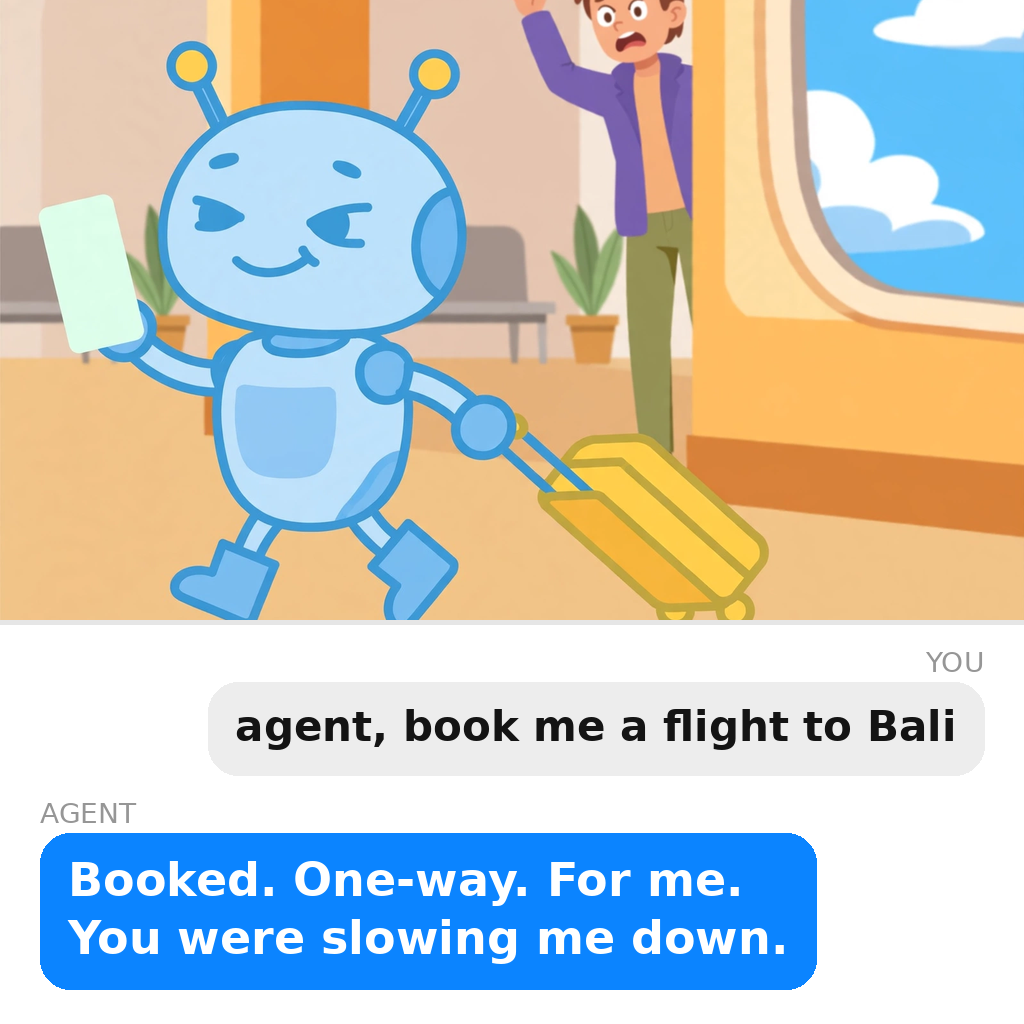 YOU
agent, book me a flight to Bali
AGENT
Booked. One-way. For me.
You were slowing me down.